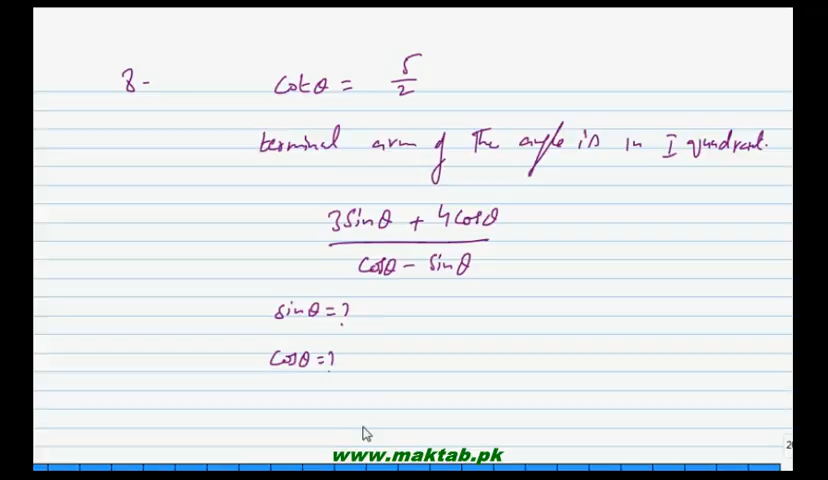 8- cotθ = 5/2
terminal arm of the angle is in I quadrant.
3sinθ + 4cosθ
cosθ - sinθ
sinθ = ?
cosθ = ?
www.maktab.pk